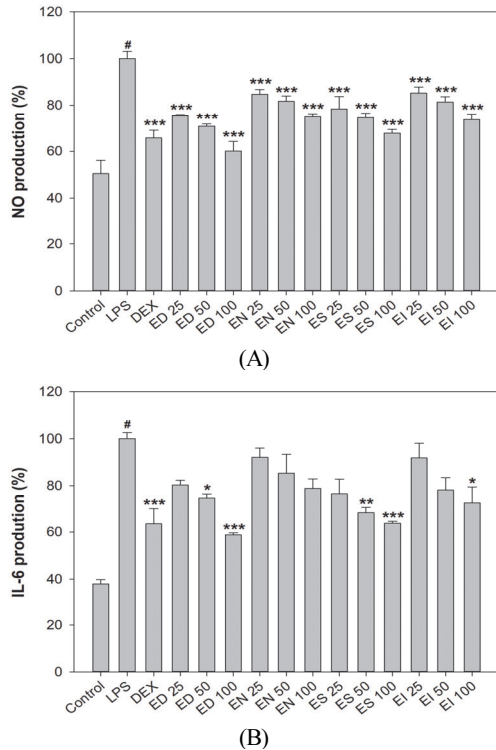 120
#
100
NO production (%)
80
60
40
20
0
*** *** *** *** *** *** *** *** *** *** *** *** ***
Control LPS DEX ED 25 ED 50 ED 100 EN 25 EN 50 EN 100 ES 25 ES 50 ES 100 EI 25 EI 50 EI 100
(A)
120
#
100
IL-6 prodution (%)
80
60
40
20
0
*** * *** ** *** *
Control LPS DEX ED 25 ED 50 ED 100 EN 25 EN 50 EN 100 ES 25 ES 50 ES 100 EI 25 EI 50 EI 100
(B)